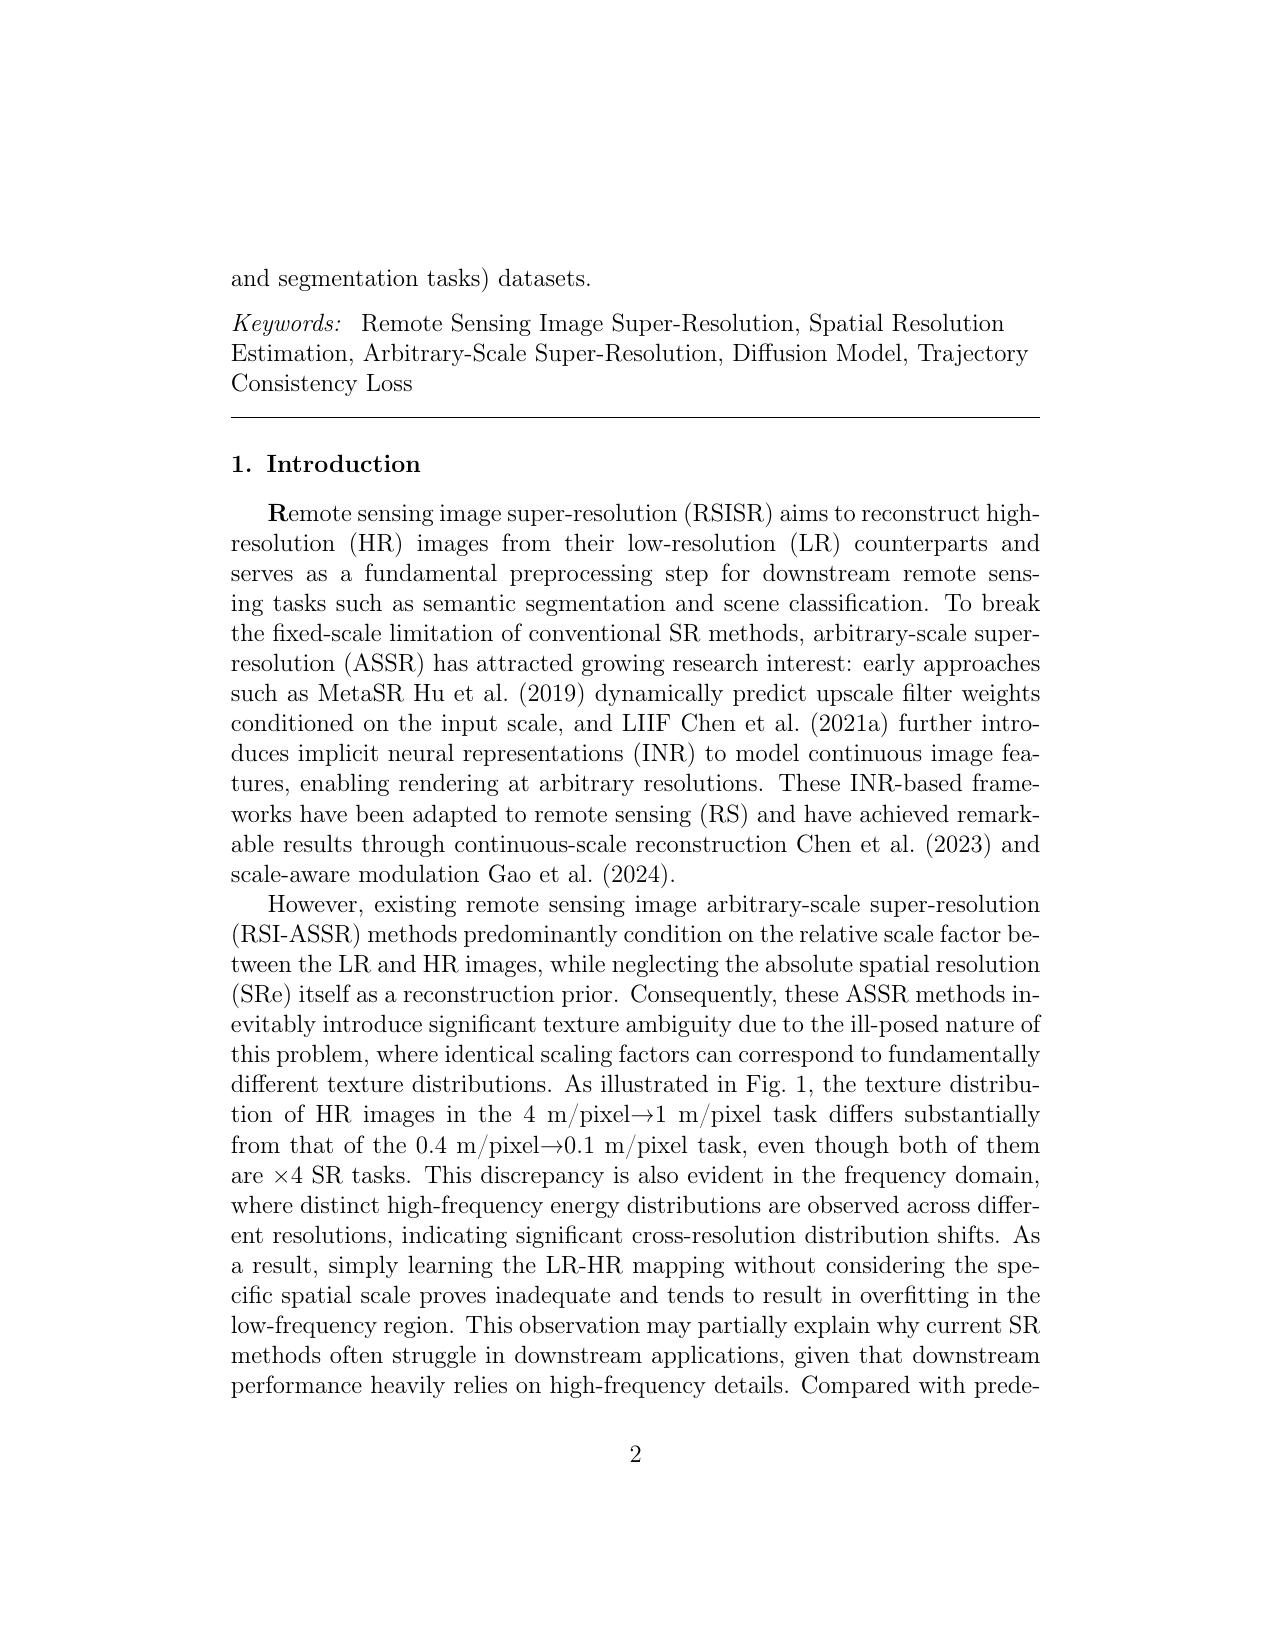 and segmentation tasks) datasets.
Keywords: Remote Sensing Image Super-Resolution, Spatial Resolution
Estimation, Arbitrary-Scale Super-Resolution, Diffusion Model, Trajectory
Consistency Loss
1. Introduction
Remote sensing image super-resolution (RSISR) aims to reconstruct high-
resolution (HR) images from their low-resolution (LR) counterparts and
serves as a fundamental preprocessing step for downstream remote sens-
ing tasks such as semantic segmentation and scene classification. To break
the fixed-scale limitation of conventional SR methods, arbitrary-scale super-
resolution (ASSR) has attracted growing research interest: early approaches
such as MetaSR Hu et al. (2019) dynamically predict upscale filter weights
conditioned on the input scale, and LIIF Chen et al. (2021a) further intro-
duces implicit neural representations (INR) to model continuous image fea-
tures, enabling rendering at arbitrary resolutions. These INR-based frame-
works have been adapted to remote sensing (RS) and have achieved remark-
able results through continuous-scale reconstruction Chen et al. (2023) and
scale-aware modulation Gao et al. (2024).
However, existing remote sensing image arbitrary-scale super-resolution
(RSI-ASSR) methods predominantly condition on the relative scale factor be-
tween the LR and HR images, while neglecting the absolute spatial resolution
(SRe) itself as a reconstruction prior. Consequently, these ASSR methods in-
evitably introduce significant texture ambiguity due to the ill-posed nature of
this problem, where identical scaling factors can correspond to fundamentally
different texture distributions. As illustrated in Fig. 1, the texture distribu-
tion of HR images in the 4 m/pixel→1 m/pixel task differs substantially
from that of the 0.4 m/pixel→0.1 m/pixel task, even though both of them
are ×4 SR tasks. This discrepancy is also evident in the frequency domain,
where distinct high-frequency energy distributions are observed across differ-
ent resolutions, indicating significant cross-resolution distribution shifts. As
a result, simply learning the LR-HR mapping without considering the spe-
cific spatial scale proves inadequate and tends to result in overfitting in the
low-frequency region. This observation may partially explain why current SR
methods often struggle in downstream applications, given that downstream
performance heavily relies on high-frequency details. Compared with prede-
2